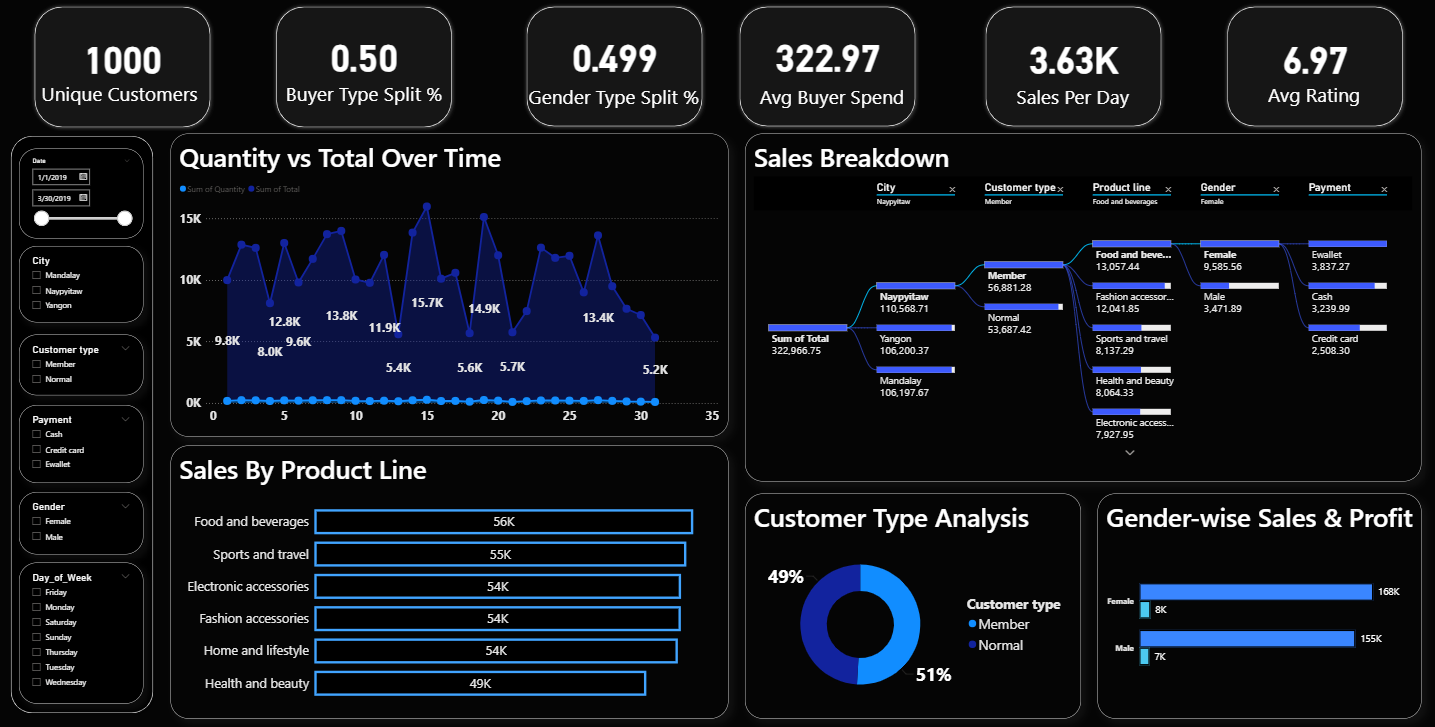 1000
Unique Customers
0.50
Buyer Type Split %
0.499
Gender Type Split %
322.97
Avg Buyer Spend
3.63K
Sales Per Day
6.97
Avg Rating
Date
1/1/2019
3/30/2019
City
Mandalay
Naypyitaw
Yangon
Customer type
Member
Normal
Payment
Cash
Credit card
Ewallet
Gender
Female
Male
Day_of_Week
Friday
Monday
Saturday
Sunday
Thursday
Tuesday
Wednesday
Quantity vs Total Over Time
Sum of Quantity Sum of Total
15K
10K
5K
0K
9.8K
8.0K
12.8K
9.6K
13.8K
11.9K
5.4K
15.7K
5.6K
14.9K
5.7K
13.4K
5.2K
0 5 10 15 20 25 30 35
Sales By Product Line
Food and beverages 56K
Sports and travel 55K
Electronic accessories 54K
Fashion accessories 54K
Home and lifestyle 54K
Health and beauty 49K
Sales Breakdown
City
Naypyitaw
Customer type
Member
Product line
Food and beverages
Gender
Female
Payment
Sum of Total
322,966.75
Naypyitaw
110,568.71
Yangon
106,200.37
Mandalay
106,197.67
Member
56,881.28
Normal
53,687.42
Food and beve...
13,057.44
Fashion accessor...
12,041.85
Sports and travel
8,137.29
Health and beauty
8,064.33
Electronic access...
7,927.95
Female
9,585.56
Male
3,471.89
Ewallet
3,837.27
Cash
3,239.99
Credit card
2,508.30
Customer Type Analysis
49%
51%
Customer type
Member
Normal
Gender-wise Sales & Profit
Female
168K
8K
Male
155K
7K